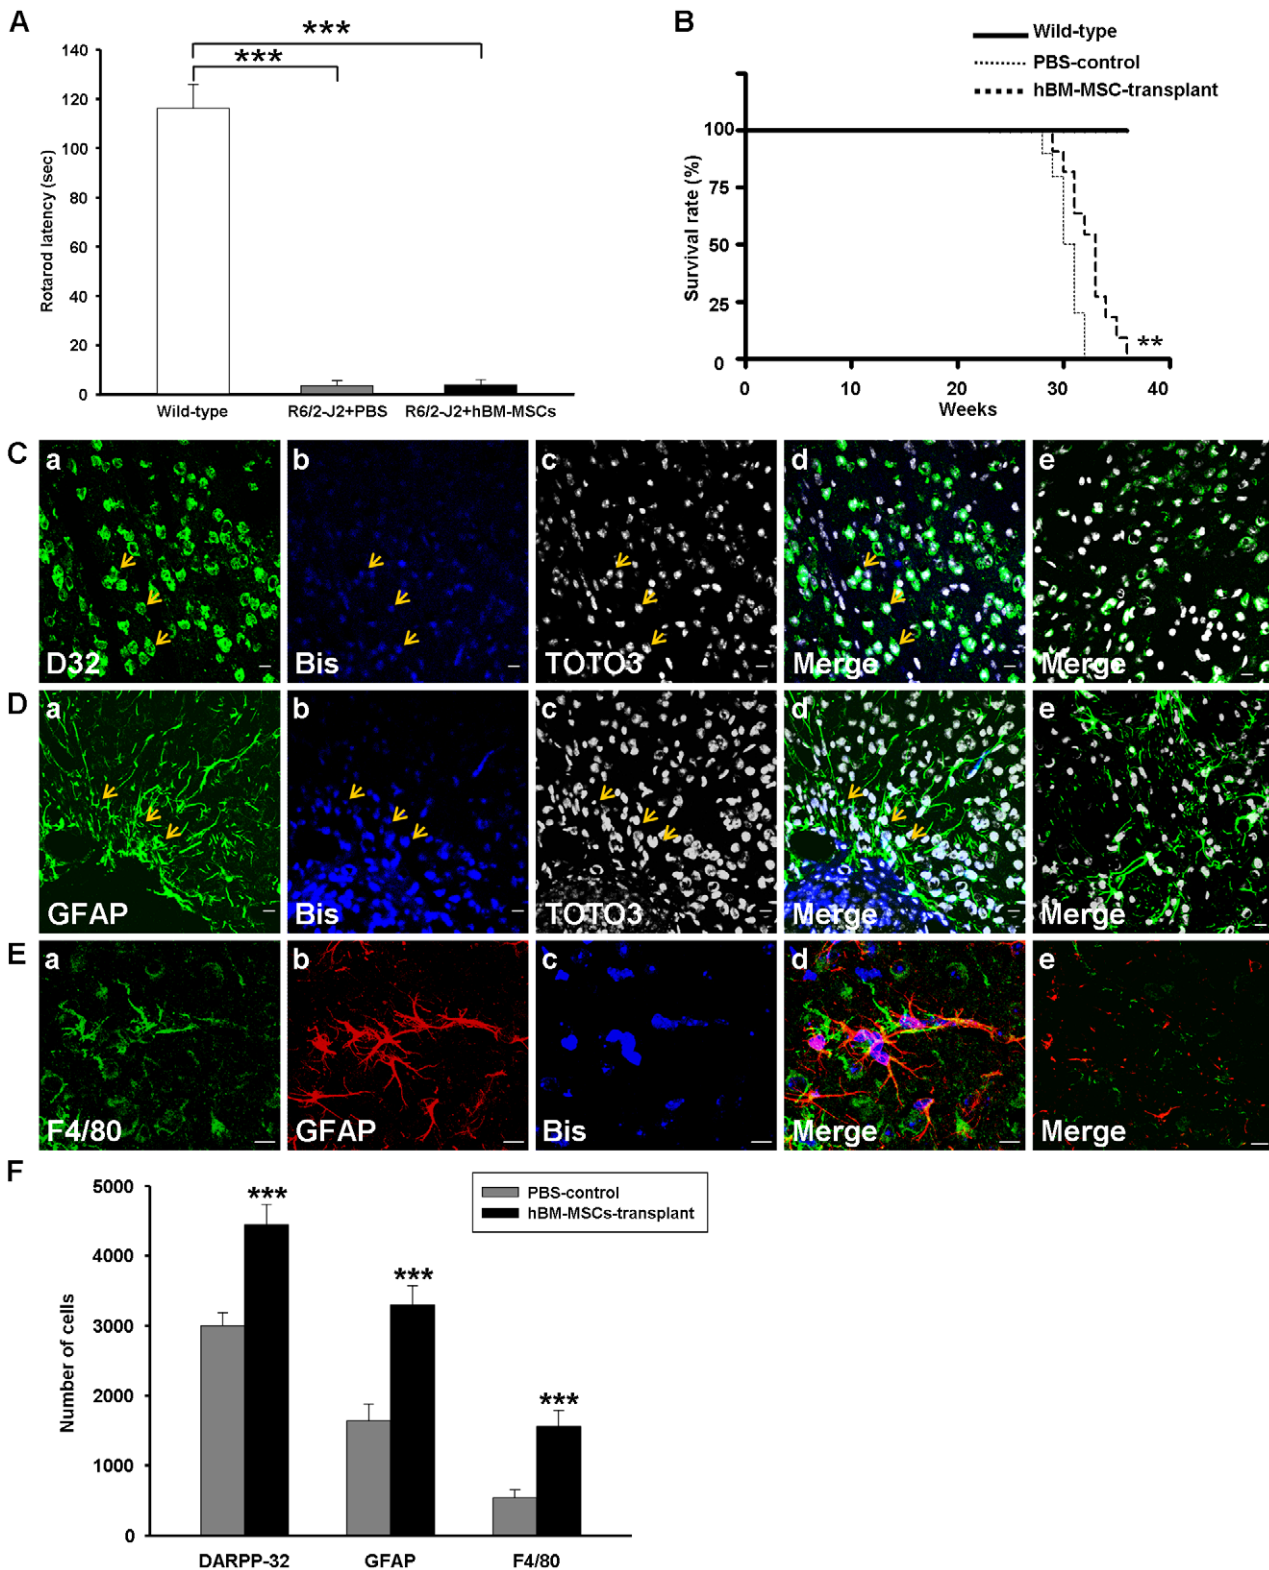 A
***
***
140
120
100
80
60
40
20
0
Rotarod latency (sec)
Wild-type
R6/2-J2+PBS
R6/2-J2+hBM-MSCs
B
Wild-type
PBS-control
hBM-MSC-transplant
100
75
50
25
0
Survival rate (%)
**
0
10
20
30
40
Weeks
C
a
b
c
d
e
D32
Bis
TOTO3
Merge
Merge
D
a
b
c
d
e
GFAP
Bis
TOTO3
Merge
Merge
E
a
b
c
d
e
F4/80
GFAP
Bis
Merge
Merge
F
PBS-control
hBM-MSCs-transplant
5000
4000
3000
2000
1000
0
Number of cells
***
***
***
DARPP-32
GFAP
F4/80